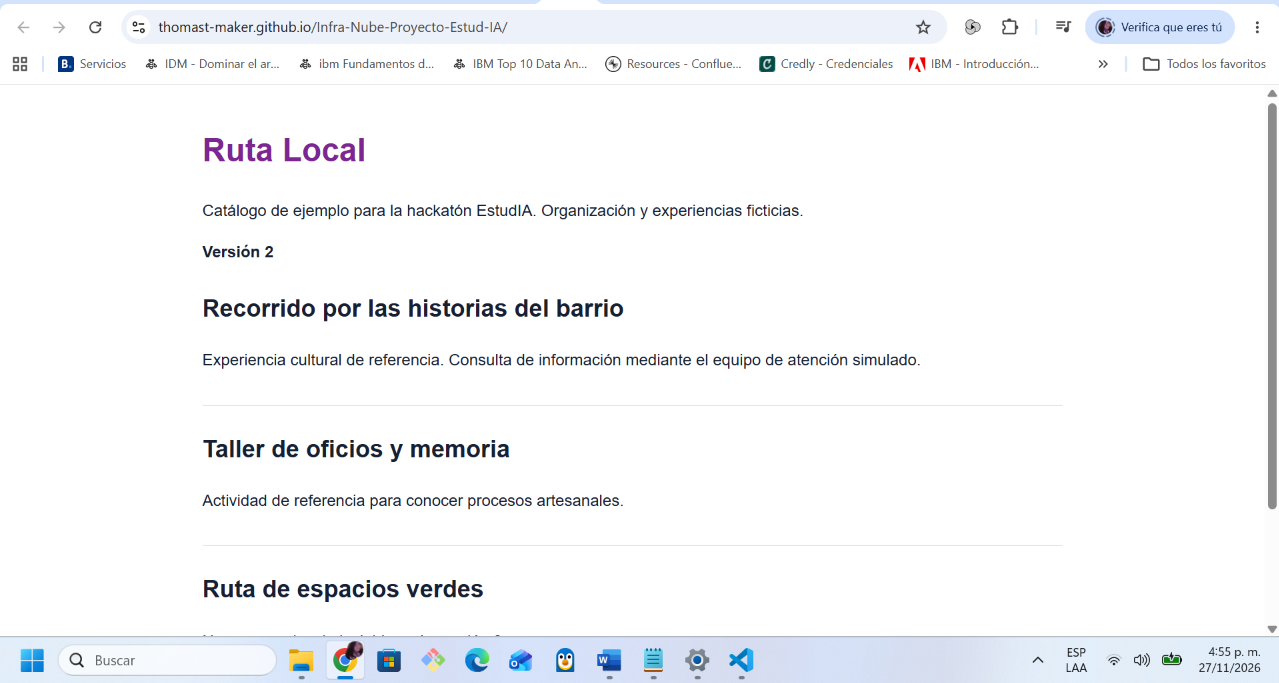 thomast-maker.github.io/Infra-Nube-Proyecto-Estud-IA/
Verifica que eres tú
B.
Servicios
IDM - Dominar el ar...
ibm Fundamentos d...
IBM Top 10 Data An...
Resources - Conflue...
Credly - Credenciales
IBM - Introducción...
»
Todos los favoritos
Ruta Local
Catálogo de ejemplo para la hackatón EstudIA. Organización y experiencias ficticias.
Versión 2
Recorrido por las historias del barrio
Experiencia cultural de referencia. Consulta de información mediante el equipo de atención simulado.
Taller de oficios y memoria
Actividad de referencia para conocer procesos artesanales.
Ruta de espacios verdes
Buscar
ESP
LAA
4:55 p. m.
27/11/2026